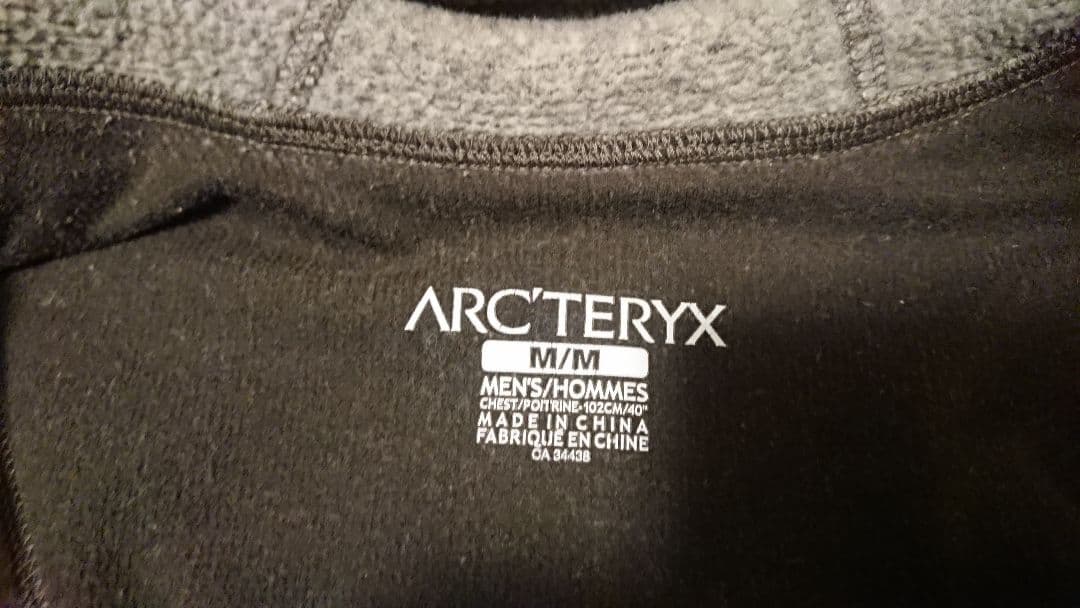 ARC'TERYX
M/M
MEN'S/HOMMES
CHEST/POITRINE-102CM/40"
MADE IN CHINA
FABRIQUÉ EN CHINE
CA 34438